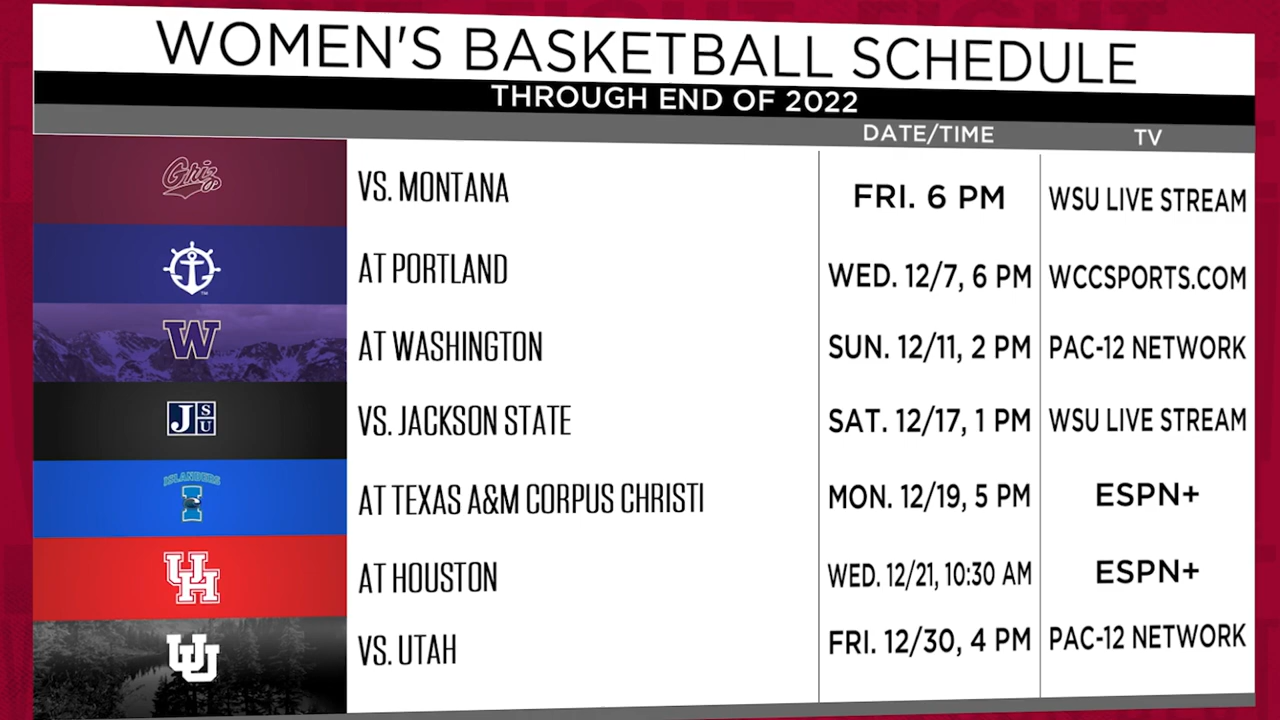 WOMEN'S BASKETBALL SCHEDULE
THROUGH END OF 2022
DATE/TIME TV
Griz VS. MONTANA FRI. 6 PM WSU LIVE STREAM
AT PORTLAND WED. 12/7, 6 PM WCCSPORTS.COM
W AT WASHINGTON SUN. 12/11, 2 PM PAC-12 NETWORK
JSU VS. JACKSON STATE SAT. 12/17, 1 PM WSU LIVE STREAM
ISLANDERS
I AT TEXAS A&M CORPUS CHRISTI MON. 12/19, 5 PM ESPN+
UH AT HOUSTON WED. 12/21, 10:30 AM ESPN+
WU VS. UTAH FRI. 12/30, 4 PM PAC-12 NETWORK